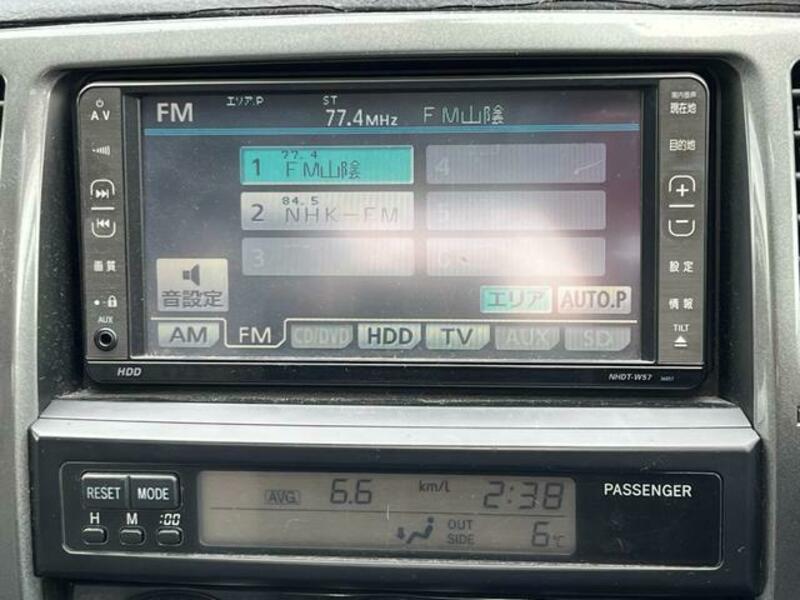 AV
AUX
画質
HDD
FM エリア.P ST 77.4MHz ＦＭ山陰
1 77.4 ＦＭ山陰
4
2 84.5 NHK－FM
3
音設定
エリア AUTO.P
AM FM CD/DVD HDD TV AUX SD
現在地
目的地
+
−
設定
情報
TILT
NHDT-W57
RESET MODE
H M :00
AVG. 6.6 km/L 2:38
OUT SIDE 6℃
PASSENGER